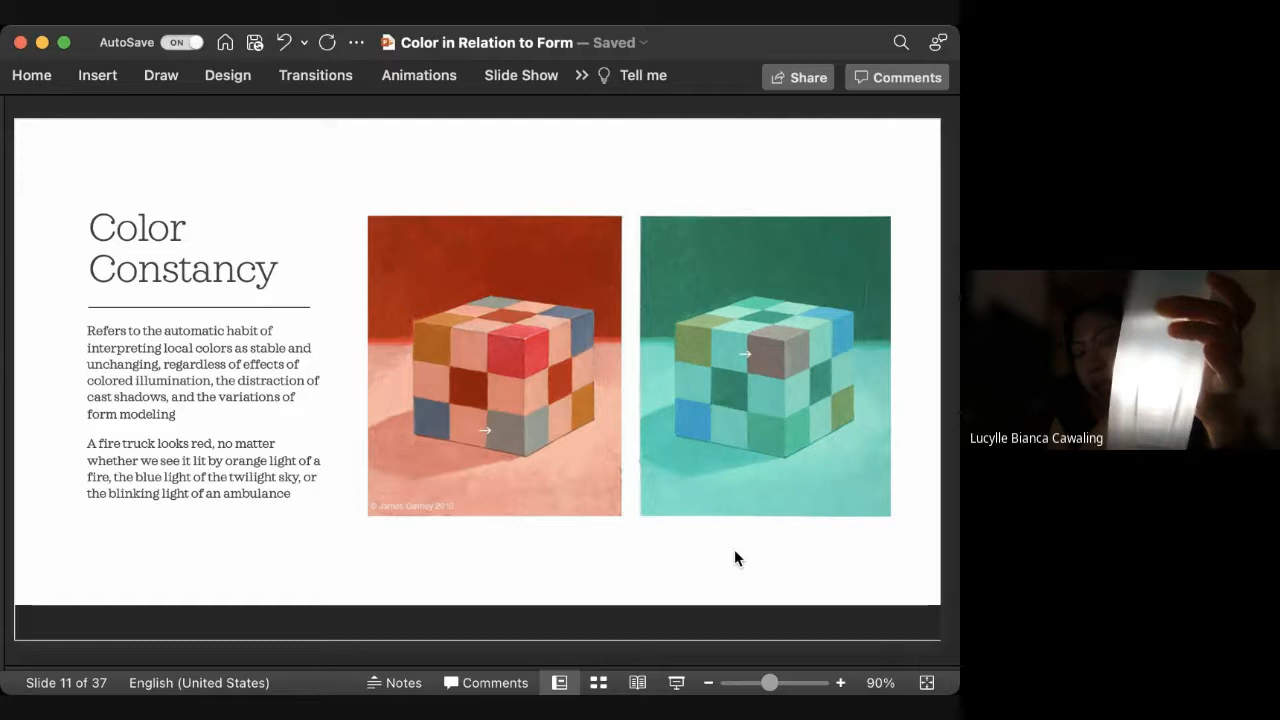 AutoSave ON
Color in Relation to Form — Saved
Home Insert Draw Design Transitions Animations Slide Show Tell me
Share Comments
Color
Constancy
Refers to the automatic habit of
interpreting local colors as stable and
unchanging, regardless of effects of
colored illumination, the distraction of
cast shadows, and the variations of
form modeling
A fire truck looks red, no matter
whether we see it lit by orange light of a
fire, the blue light of the twilight sky, or
the blinking light of an ambulance
© James Gurney 2010
Lucylle Bianca Cawaling
Slide 11 of 37 English (United States) Notes Comments 90%